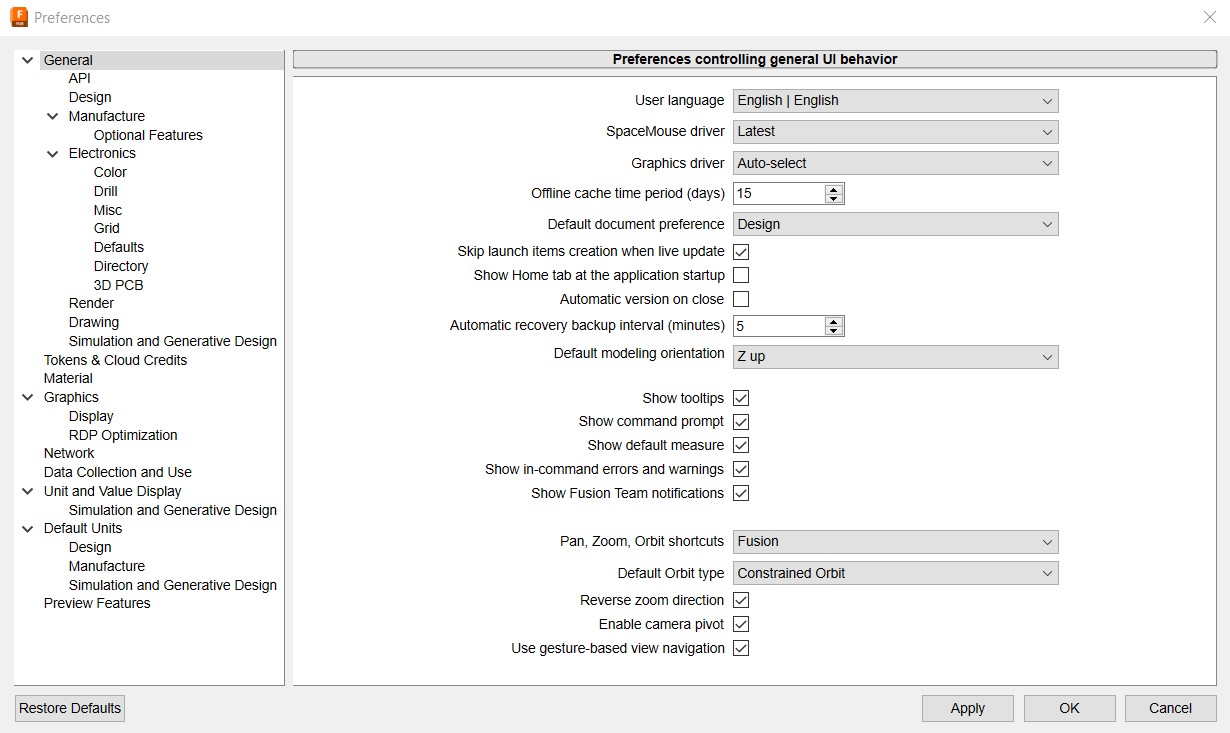 Preferences
General
API
Design
Manufacture
Optional Features
Electronics
Color
Drill
Misc
Grid
Defaults
Directory
3D PCB
Render
Drawing
Simulation and Generative Design
Tokens & Cloud Credits
Material
Graphics
Display
RDP Optimization
Network
Data Collection and Use
Unit and Value Display
Simulation and Generative Design
Default Units
Design
Manufacture
Simulation and Generative Design
Preview Features
Preferences controlling general UI behavior
User language English | English
SpaceMouse driver Latest
Graphics driver Auto-select
Offline cache time period (days) 15
Default document preference Design
Skip launch items creation when live update
Show Home tab at the application startup
Automatic version on close
Automatic recovery backup interval (minutes) 5
Default modeling orientation Z up
Show tooltips
Show command prompt
Show default measure
Show in-command errors and warnings
Show Fusion Team notifications
Pan, Zoom, Orbit shortcuts Fusion
Default Orbit type Constrained Orbit
Reverse zoom direction
Enable camera pivot
Use gesture-based view navigation
Restore Defaults Apply OK Cancel